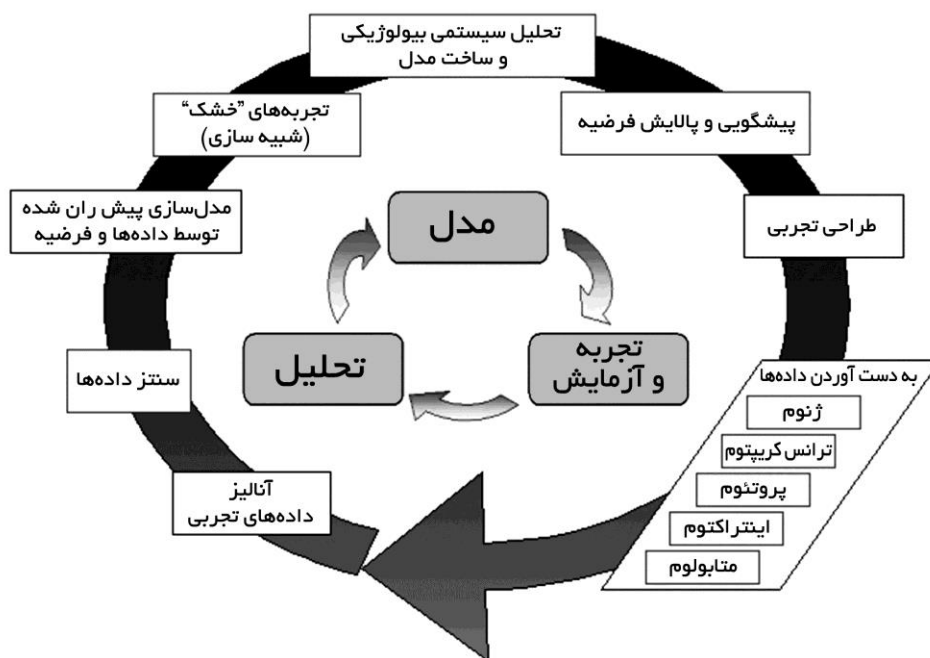 تحلیل سیستمی بیولوژیکی
و ساخت مدل
پیشگویی و پالایش فرضیه
طراحی تجربی
به دست آوردن داده‌ها
ژنوم
ترانس کریپتوم
پروتئوم
اینتراکتوم
متابولوم
آنالیز
داده‌های تجربی
سنتز داده‌ها
مدل‌سازی پیش ران شده
توسط داده‌ها و فرضیه
تجربه‌های “خشک”
(شبیه سازی)
مدل
تجربه
و آزمایش
تحلیل